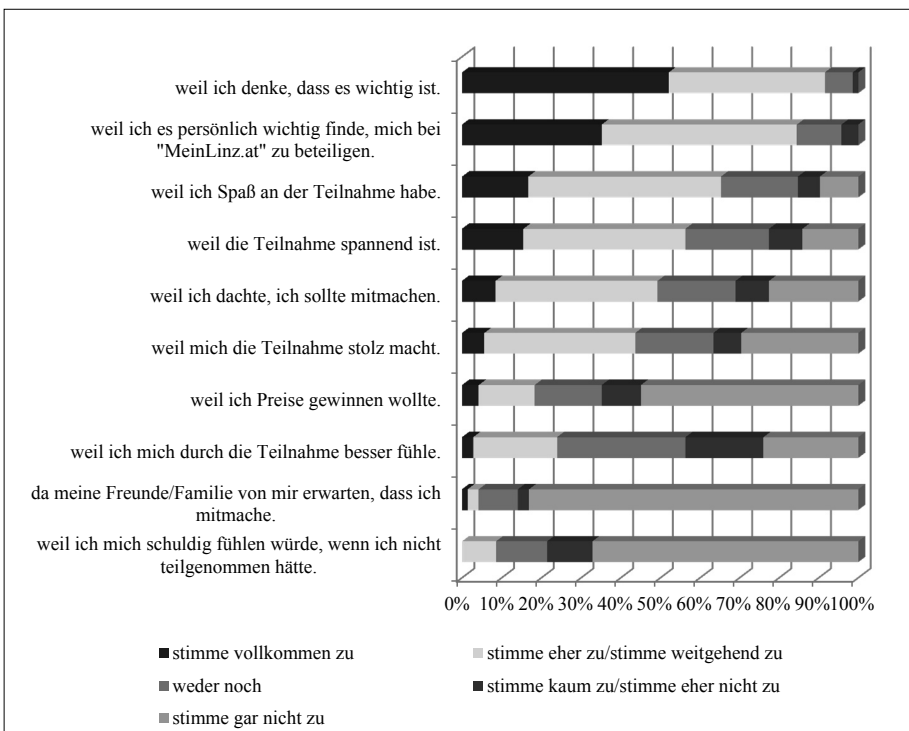 weil ich denke, dass es wichtig ist.
weil ich es persönlich wichtig finde, mich bei
"MeinLinz.at" zu beteiligen.
weil ich Spaß an der Teilnahme habe.
weil die Teilnahme spannend ist.
weil ich dachte, ich sollte mitmachen.
weil mich die Teilnahme stolz macht.
weil ich Preise gewinnen wollte.
weil ich mich durch die Teilnahme besser fühle.
da meine Freunde/Familie von mir erwarten, dass ich
mitmache.
weil ich mich schuldig fühlen würde, wenn ich nicht
teilgenommen hätte.
0% 10% 20% 30% 40% 50% 60% 70% 80% 90% 100%
stimme vollkommen zu
stimme eher zu/stimme weitgehend zu
weder noch
stimme kaum zu/stimme eher nicht zu
stimme gar nicht zu